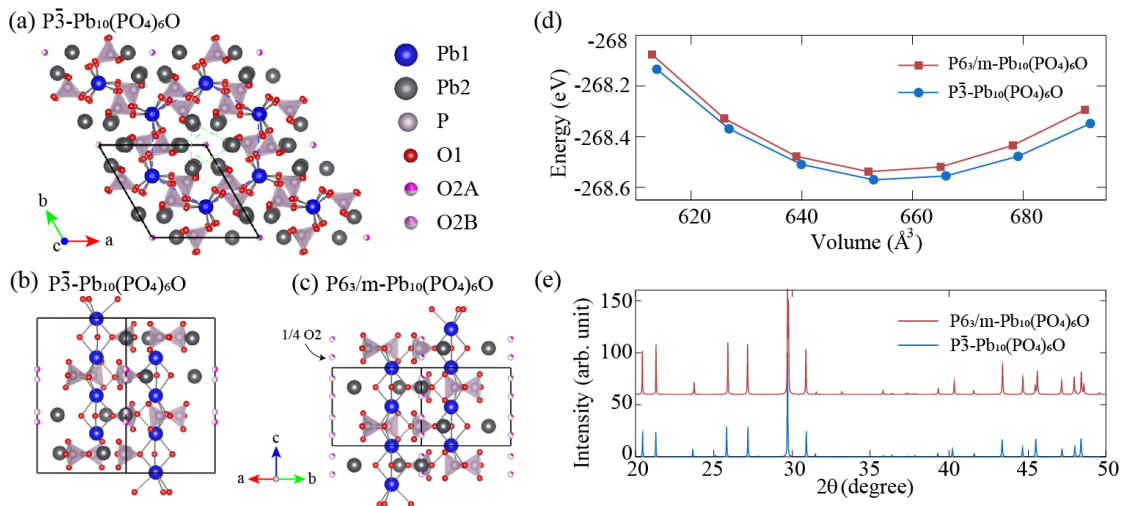 (a) P3̅-Pb₁₀(PO₄)₆O
Pb1
Pb2
P
O1
O2A
O2B
b
c
a
(b) P3̅-Pb₁₀(PO₄)₆O
(c) P6₃/m-Pb₁₀(PO₄)₆O
1/4 O2
c
a
b
(d)
-268
-268.2
-268.4
-268.6
Energy (eV)
P6₃/m-Pb₁₀(PO₄)₆O
P3̅-Pb₁₀(PO₄)₆O
620 640 660 680
Volume (Å³)
(e)
150
100
50
0
Intensity (arb. unit)
P6₃/m-Pb₁₀(PO₄)₆O
P3̅-Pb₁₀(PO₄)₆O
20 25 30 35 40 45 50
2θ (degree)